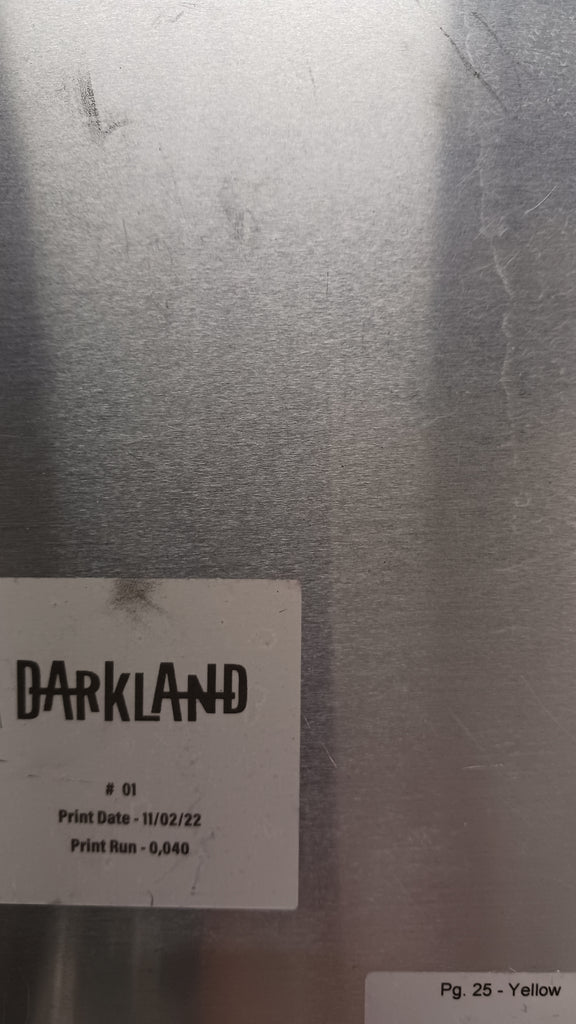 DARKLAND
# 01
Print Date - 11/02/22
Print Run - 0,040
Pg. 25 - Yellow